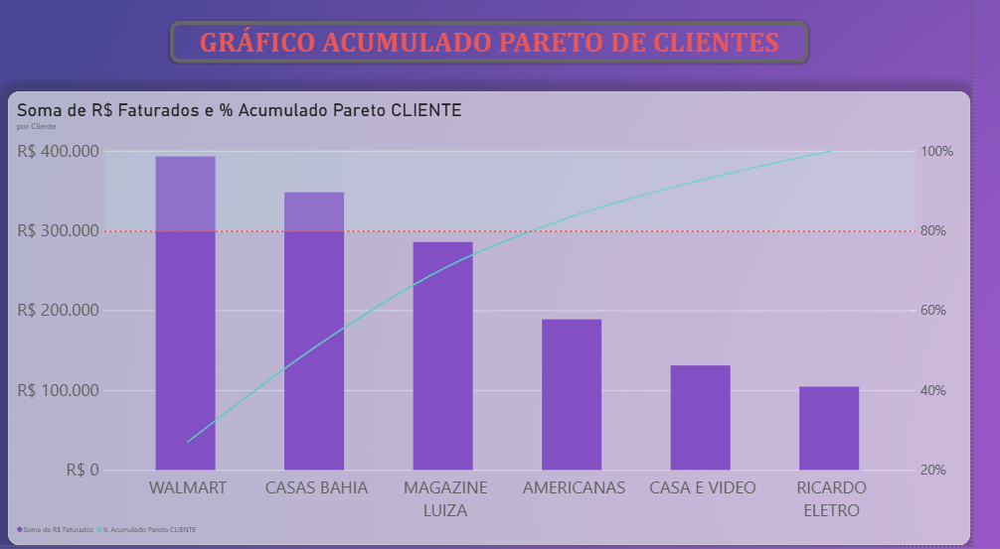 GRÁFICO ACUMULADO PARETO DE CLIENTES
Soma de R$ Faturados e % Acumulado Pareto CLIENTE
por Cliente
R$ 400.000
R$ 300.000
R$ 200.000
R$ 100.000
R$ 0
100%
80%
60%
40%
20%
WALMART
CASAS BAHIA
MAGAZINE
LUIZA
AMERICANAS
CASA E VIDEO
RICARDO
ELETRO
Soma de R$ Faturados % Acumulado Pareto CLIENTE